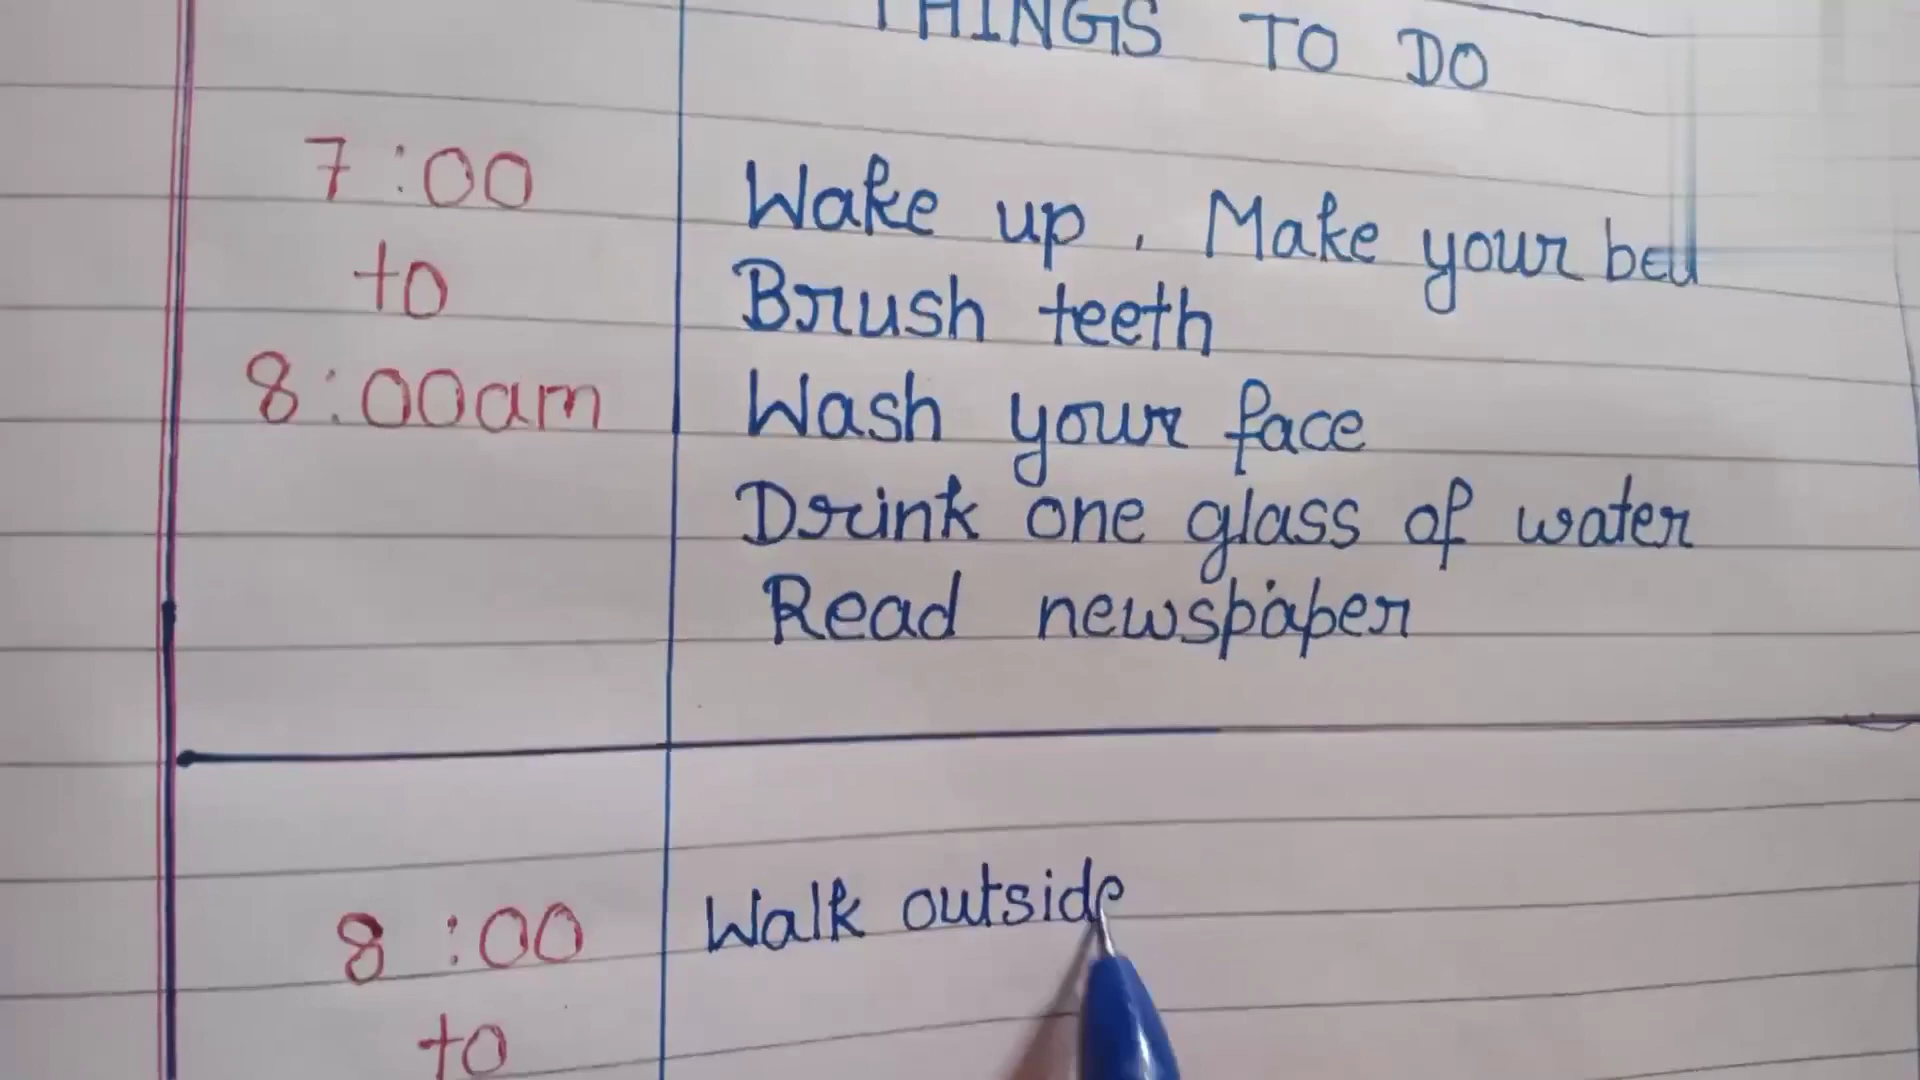 THINGS TO DO
7:00 Wake up, Make your bed
to Brush teeth
8:00am Wash your face
Drink one glass of water
Read newspaper
8:00 Walk outside
to